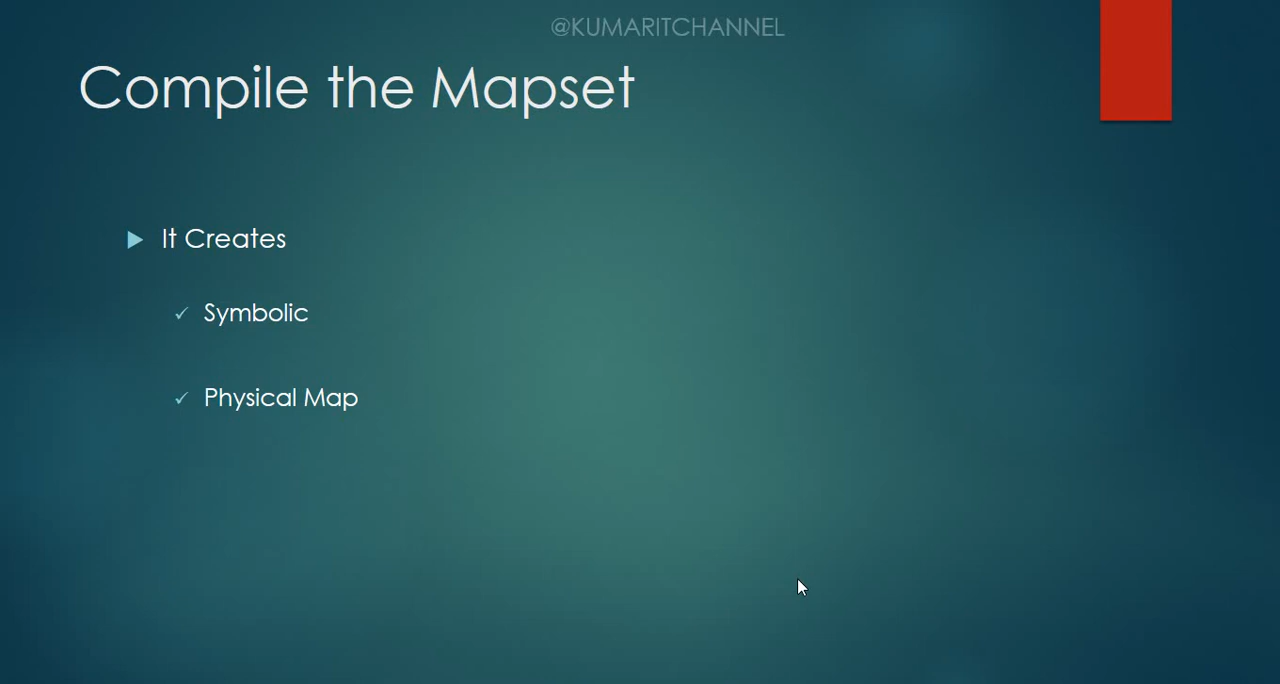 @KUMARITCHANNEL
Compile the Mapset
It Creates
Symbolic
Physical Map